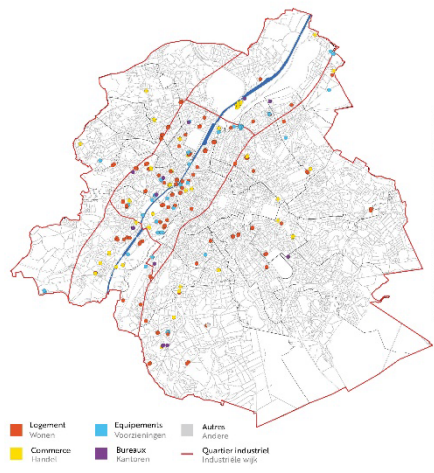 Logement
Wonen
Equipements
Voorzieningen
Autres
Andere
Commerce
Handel
Bureaux
Kantoren
Quartier industriel
Industriële wijk